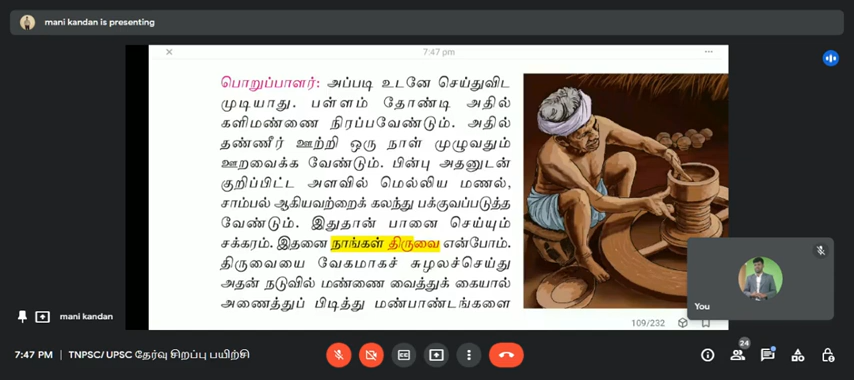 mani kandan is presenting
7:47 pm
பொறுப்பாளர்: அப்படி உடனே செய்துவிட
முடியாது. பள்ளம் தோண்டி அதில்
களிமண்ணை நிரப்பவேண்டும். அதில்
தண்ணீர் ஊற்றி ஒரு நாள் முழுவதும்
ஊறவைக்க வேண்டும். பின்பு அதனுடன்
குறிப்பிட்ட அளவில் மெல்லிய மணல்,
சாம்பல் ஆகியவற்றைக் கலந்து பக்குவப்படுத்த
வேண்டும். இதுதான் பானை செய்யும்
சக்கரம். இதனை நாங்கள் திருவை என்போம்.
திருவையை வேகமாகச் சுழலச்செய்து
அதன் நடுவில் மண்ணை வைத்துக் கையால்
அணைத்துப் பிடித்து மண்பாண்டங்களை
109/232
You
mani kandan
7:47 PM | TNPSC/ UPSC தேர்வு சிறப்பு பயிற்சி
24